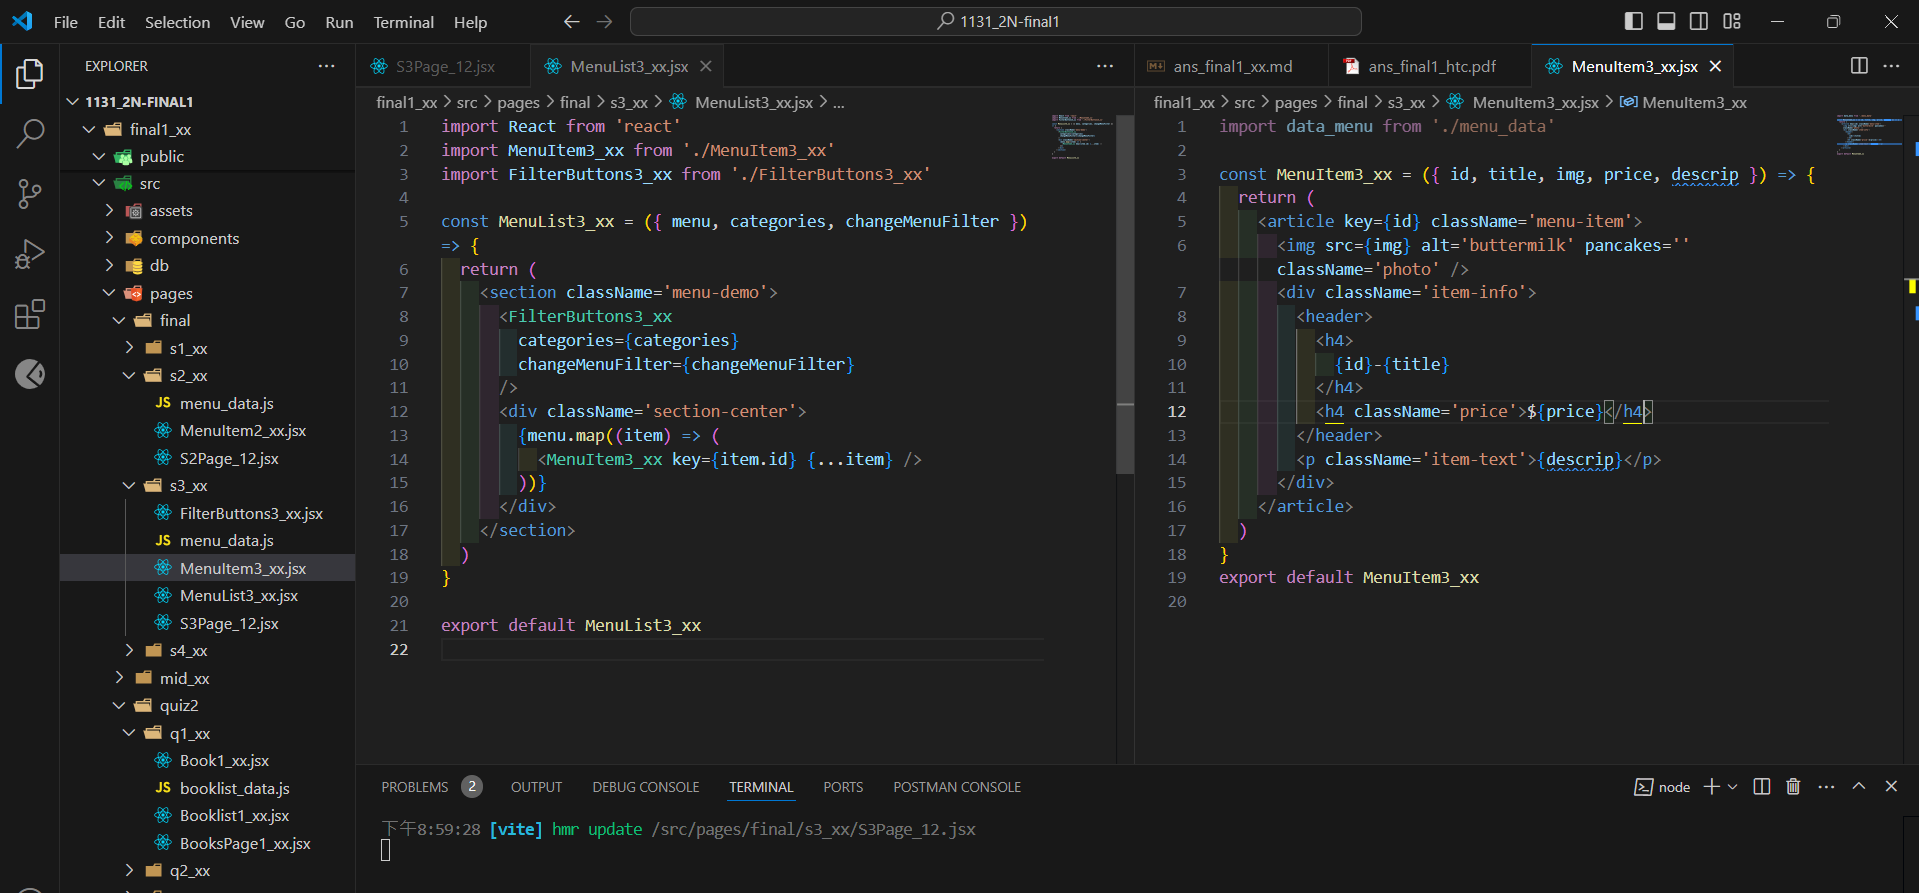 File Edit Selection View Go Run Terminal Help
1131_2N-final1
EXPLORER
1131_2N-FINAL1
final1_xx
public
src
assets
components
db
pages
final
s1_xx
s2_xx
JS menu_data.js
MenuItem2_xx.jsx
S2Page_12.jsx
s3_xx
FilterButtons3_xx.jsx
JS menu_data.js
MenuItem3_xx.jsx
MenuList3_xx.jsx
S3Page_12.jsx
s4_xx
mid_xx
quiz2
q1_xx
Book1_xx.jsx
JS booklist_data.js
Booklist1_xx.jsx
BooksPage1_xx.jsx
q2_xx
S3Page_12.jsx MenuList3_xx.jsx
final1_xx > src > pages > final > s3_xx > MenuList3_xx.jsx > ...
1 import React from 'react'
2 import MenuItem3_xx from './MenuItem3_xx'
3 import FilterButtons3_xx from './FilterButtons3_xx'
4
5 const MenuList3_xx = ({ menu, categories, changeMenuFilter })
=> {
6 return (
7 <section className='menu-demo'>
8 <FilterButtons3_xx
9 categories={categories}
10 changeMenuFilter={changeMenuFilter}
11 />
12 <div className='section-center'>
13 {menu.map((item) => (
14 <MenuItem3_xx key={item.id} {...item} />
15 ))}
16 </div>
17 </section>
18 )
19 }
20
21 export default MenuList3_xx
22
ans_final1_xx.md ans_final1_htc.pdf MenuItem3_xx.jsx
final1_xx > src > pages > final > s3_xx > MenuItem3_xx.jsx > MenuItem3_xx
1 import data_menu from './menu_data'
2
3 const MenuItem3_xx = ({ id, title, img, price, descrip }) => {
4 return (
5 <article key={id} className='menu-item'>
6 <img src={img} alt='buttermilk' pancakes=''
className='photo' />
7 <div className='item-info'>
8 <header>
9 <h4>
10 {id}-{title}
11 </h4>
12 <h4 className='price'>${price}</h4>
13 </header>
14 <p className='item-text'>{descrip}</p>
15 </div>
16 </article>
17 )
18 }
19 export default MenuItem3_xx
20
PROBLEMS 2 OUTPUT DEBUG CONSOLE TERMINAL PORTS POSTMAN CONSOLE
node
下午8:59:28 [vite] hmr update /src/pages/final/s3_xx/S3Page_12.jsx